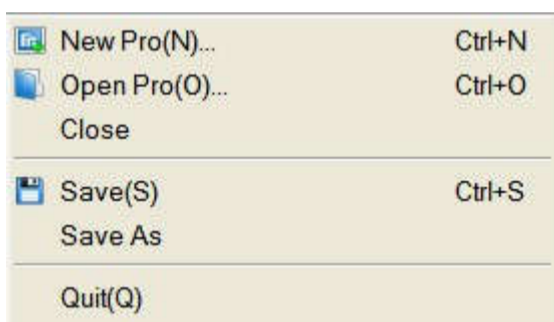 New Pro(N)... Ctrl+N
Open Pro(O)... Ctrl+O
Close
Save(S) Ctrl+S
Save As
Quit(Q)